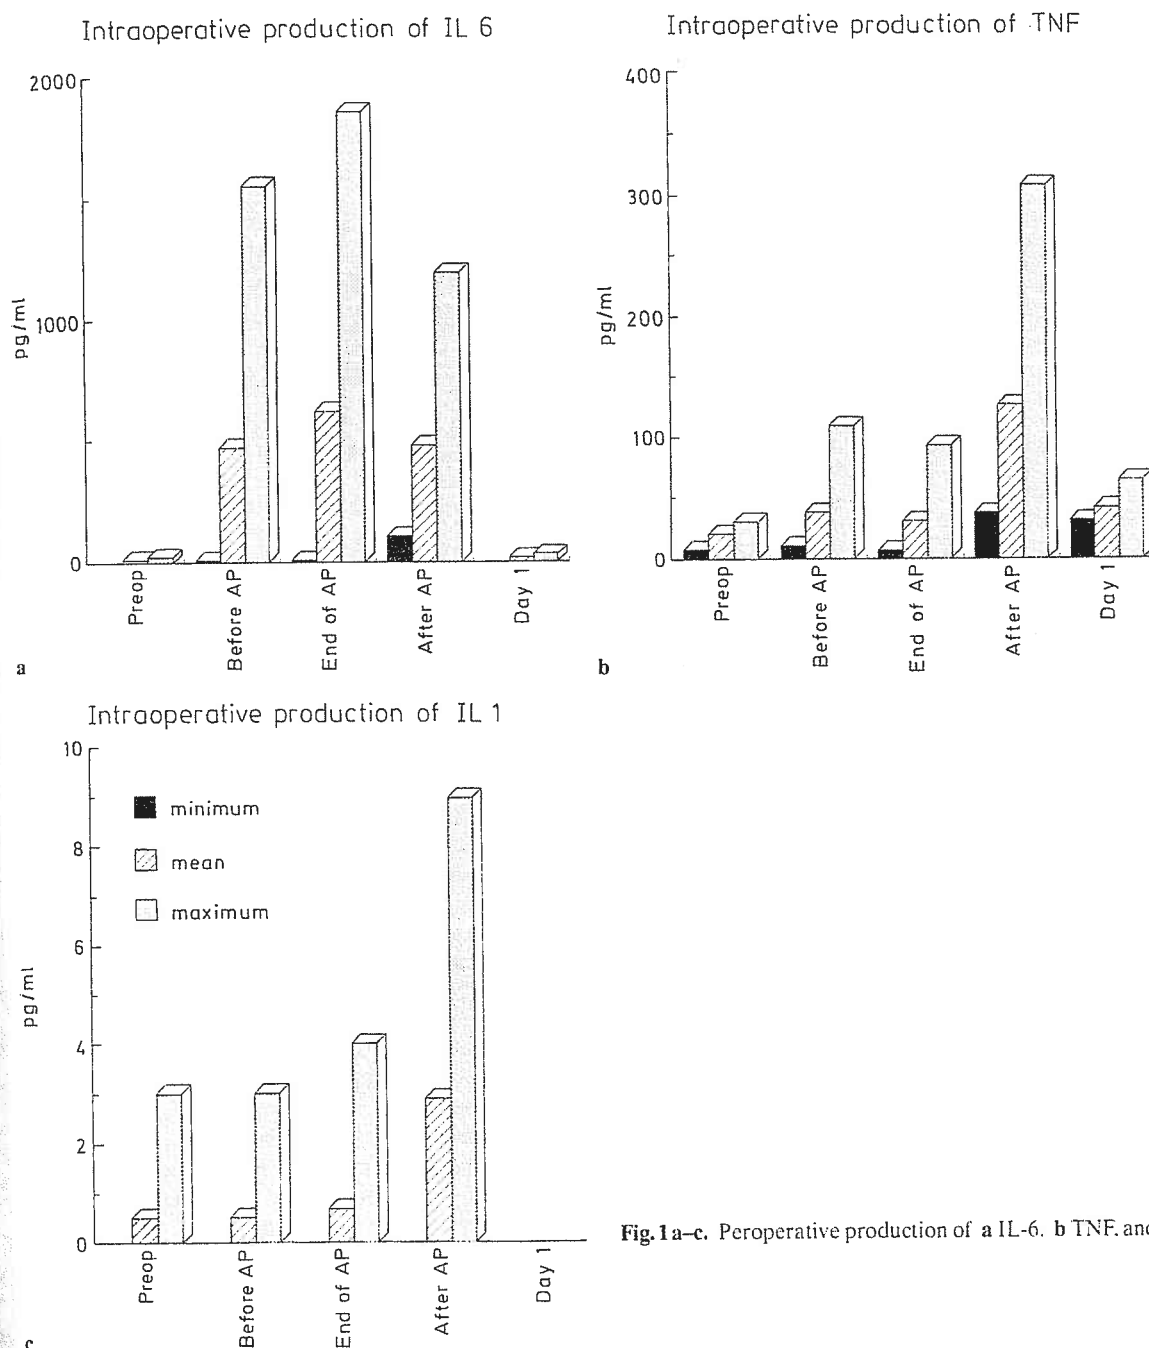 Intraoperative production of IL 6
2000
1000
0
pg/ml
Preop
Before AP
End of AP
After AP
Day 1
a
Intraoperative production of TNF
400
300
200
100
0
pg/ml
Preop
Before AP
End of AP
After AP
Day 1
b
Intraoperative production of IL 1
10
8
6
4
2
0
pg/ml
minimum
mean
maximum
Preop
Before AP
End of AP
After AP
Day 1
Fig. 1 a–c. Peroperative production of a IL-6. b TNF. and